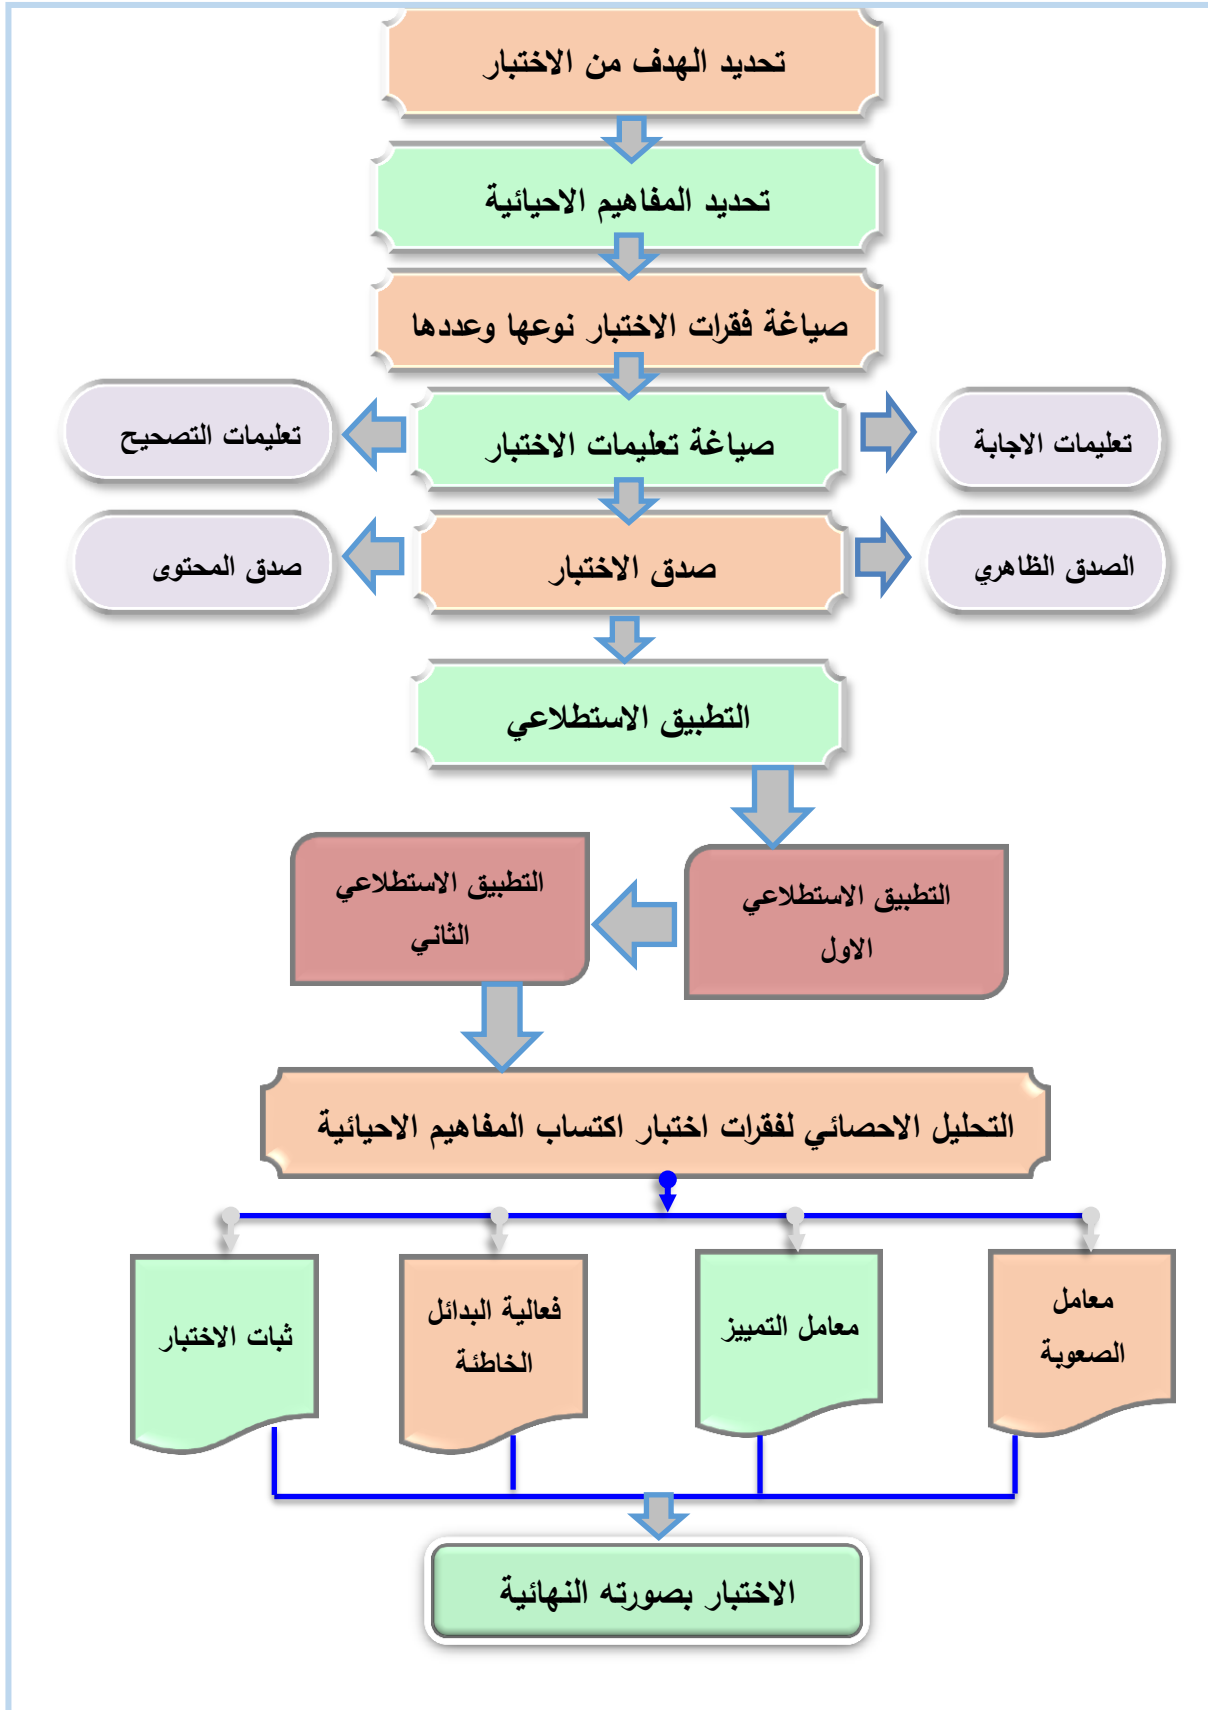 تحديد الهدف من الاختبار
تحديد المفاهيم الاحيائية
صياغة فقرات الاختبار نوعها وعددها
تعليمات الاجابة
صياغة تعليمات الاختبار
تعليمات التصحيح
الصدق الظاهري
صدق الاختبار
صدق المحتوى
التطبيق الاستطلاعي
التطبيق الاستطلاعي
الاول
التطبيق الاستطلاعي
الثاني
التحليل الاحصائي لفقرات اختبار اكتساب المفاهيم الاحيائية
معامل
الصعوبة
معامل التمييز
فعالية البدائل
الخاطئة
ثبات الاختبار
الاختبار بصورته النهائية